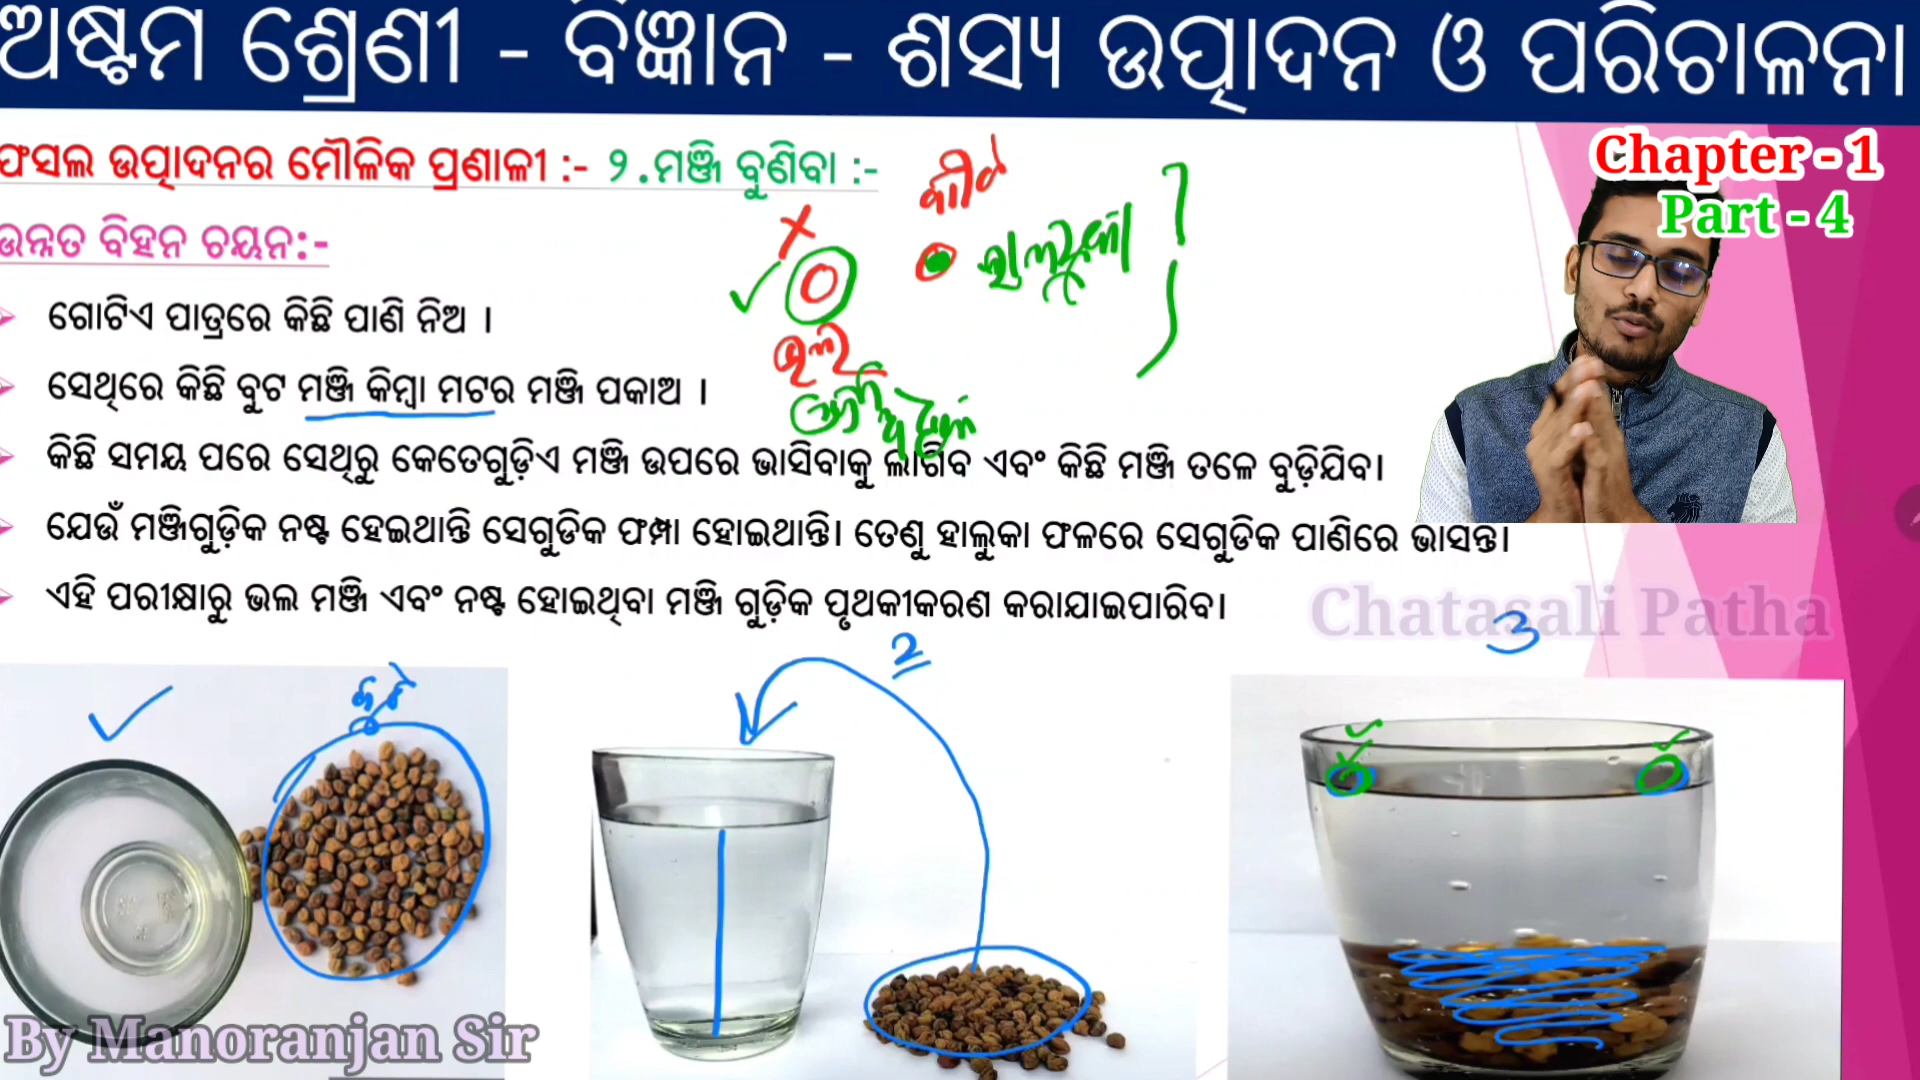 ଅଷ୍ଟମ ଶ୍ରେଣୀ - ବିଜ୍ଞାନ - ଶସ୍ୟ ଉତ୍ପାଦନ ଓ ପରିଚାଳନା
Chapter - 1
Part - 4
ଫସଲ ଉତ୍ପାଦନର ମୌଳିକ ପ୍ରଣାଳୀ :- ୨.ମଞ୍ଜି ବୁଣିବା :-
କୀଟ
ହାଲୁକା
ଭଲ
ଉନ୍ନତ ବିହନ ଚୟନ:-
ଗୋଟିଏ ପାତ୍ରରେ କିଛି ପାଣି ନିଅ ।
ସେଥିରେ କିଛି ବୁଟ ମଞ୍ଜି କିମ୍ବା ମଟର ମଞ୍ଜି ପକାଅ ।
କିଛି ସମୟ ପରେ ସେଥିରୁ କେତେଗୁଡ଼ିଏ ମଞ୍ଜି ଉପରେ ଭାସିବାକୁ ଲାଗିବ ଏବଂ କିଛି ମଞ୍ଜି ତଳେ ବୁଡ଼ିଯିବ।
ଯେଉଁ ମଞ୍ଜିଗୁଡ଼ିକ ନଷ୍ଟ ହେଇଥାନ୍ତି ସେଗୁଡିକ ଫମ୍ପା ହୋଇଥାନ୍ତି। ତେଣୁ ହାଲୁକା ଫଳରେ ସେଗୁଡିକ ପାଣିରେ ଭାସନ୍ତି।
ଏହି ପରୀକ୍ଷାରୁ ଭଲ ମଞ୍ଜି ଏବଂ ନଷ୍ଟ ହୋଇଥିବା ମଞ୍ଜି ଗୁଡ଼ିକ ପୃଥକୀକରଣ କରାଯାଇପାରିବ।
Chatasali Patha
2
3
By Manoranjan Sir